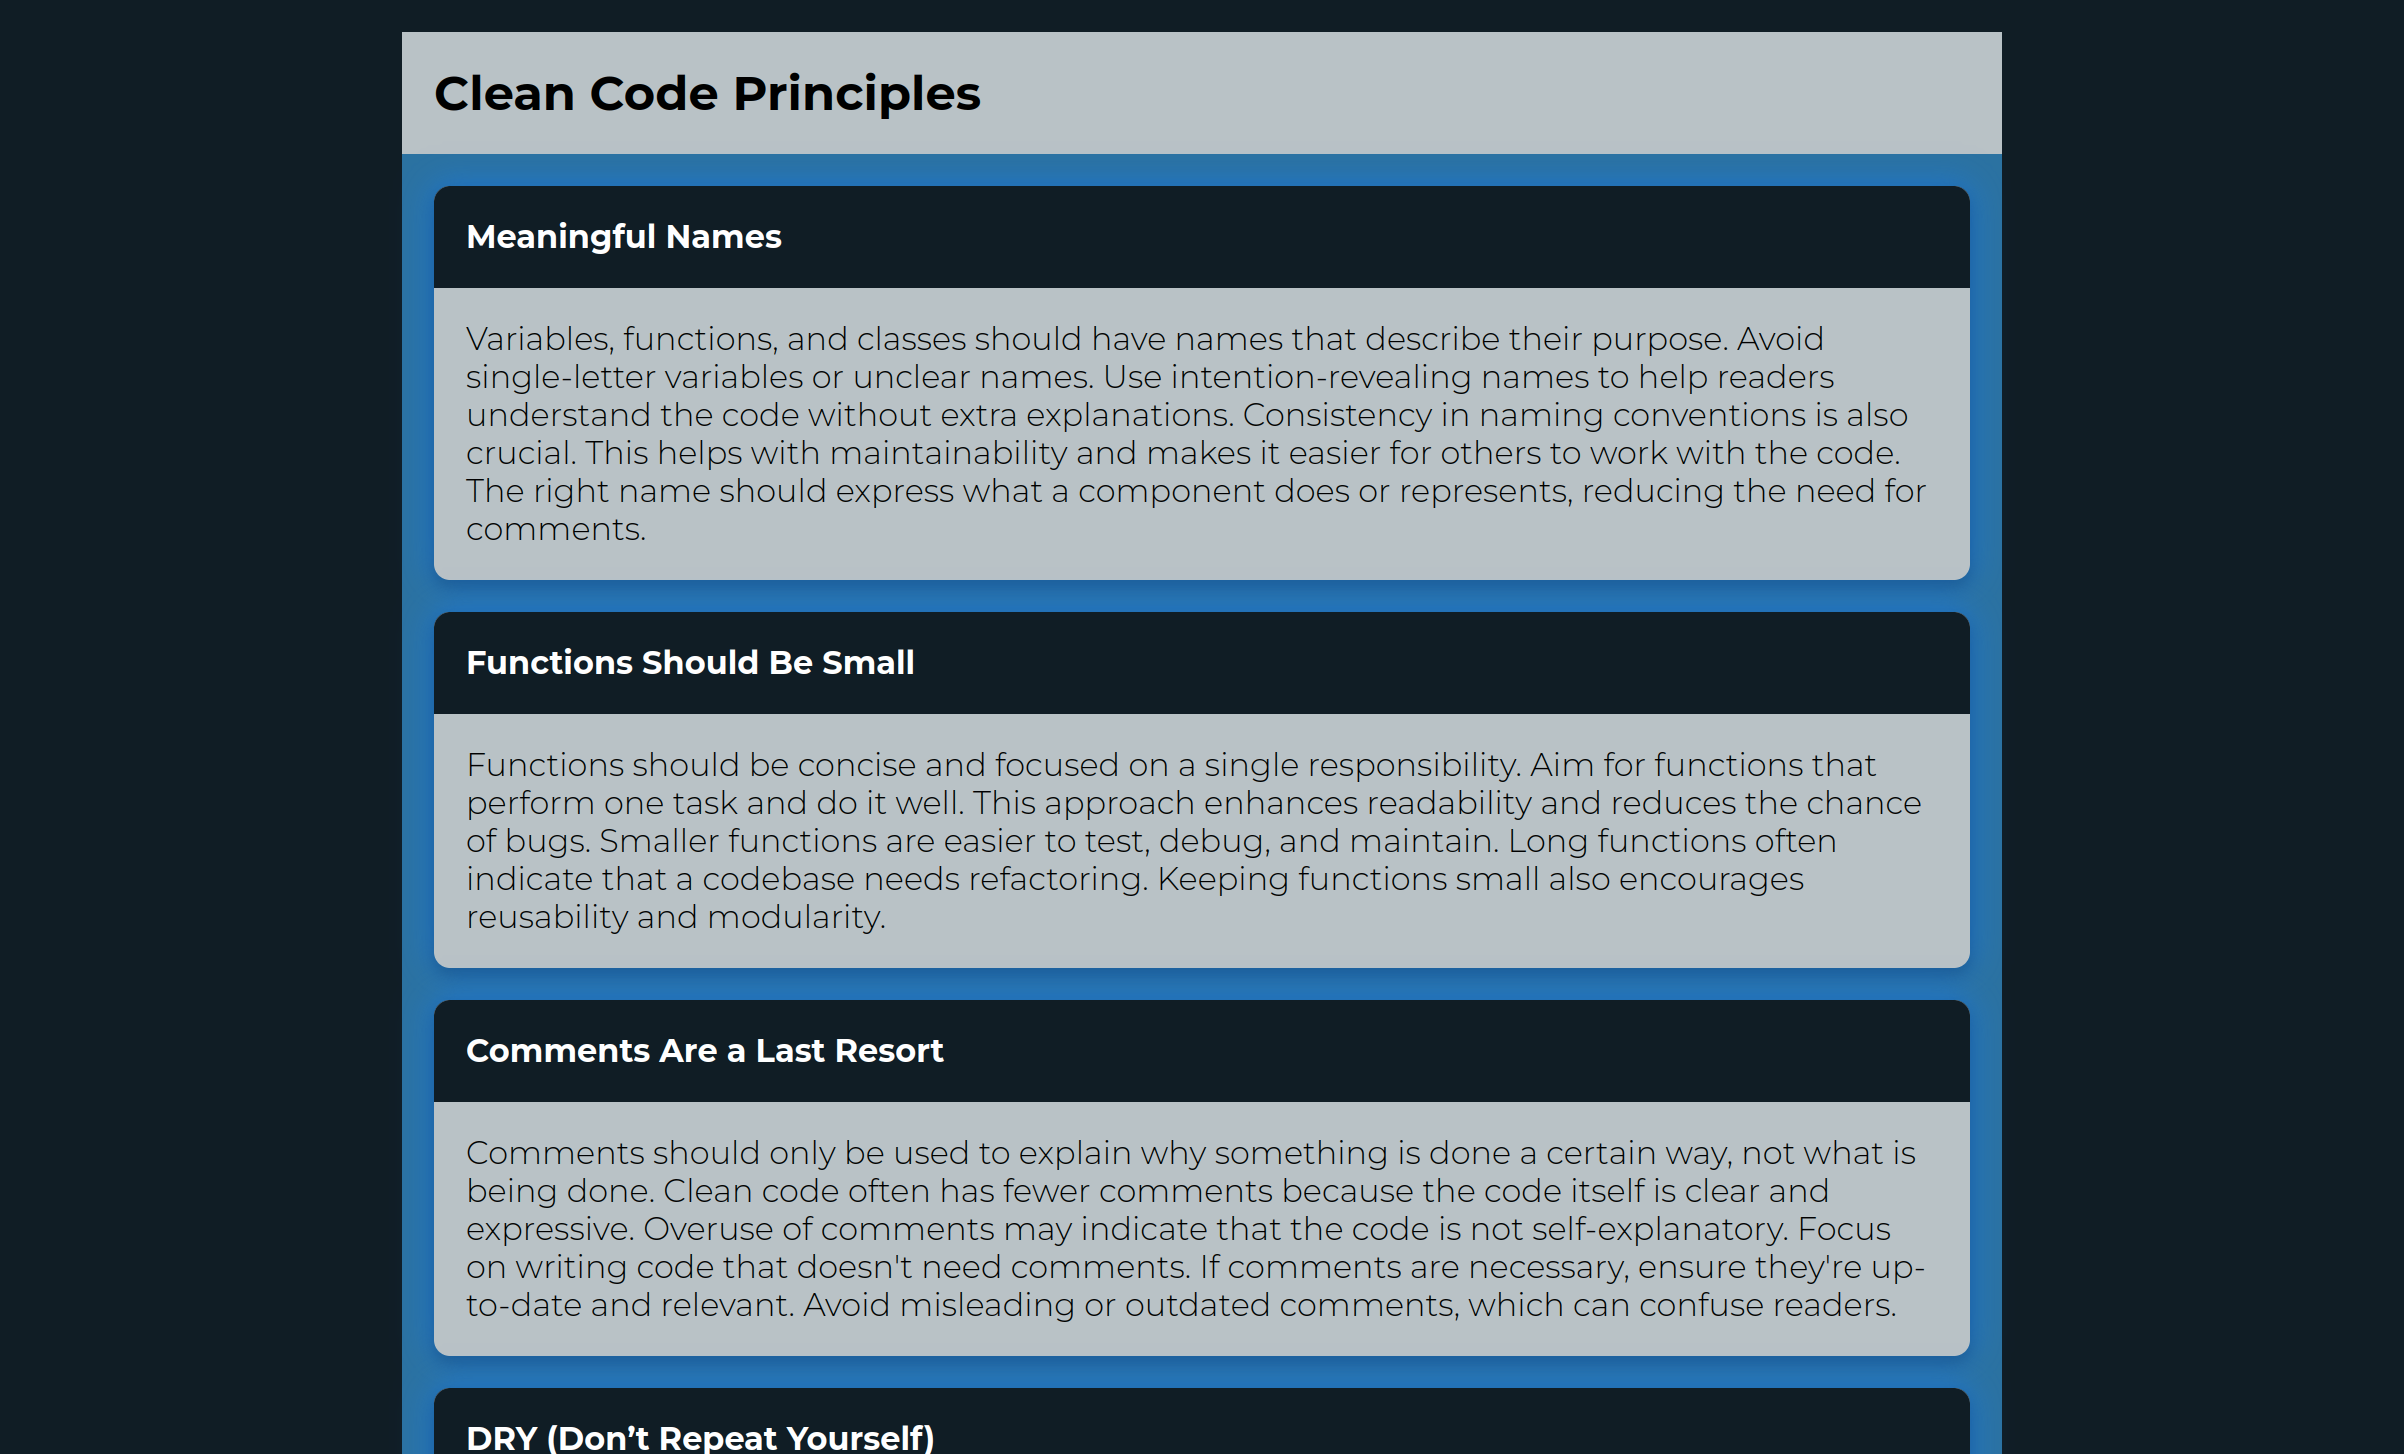 Clean Code Principles
Meaningful Names
Variables, functions, and classes should have names that describe their purpose. Avoid
single-letter variables or unclear names. Use intention-revealing names to help readers
understand the code without extra explanations. Consistency in naming conventions is also
crucial. This helps with maintainability and makes it easier for others to work with the code.
The right name should express what a component does or represents, reducing the need for
comments.
Functions Should Be Small
Functions should be concise and focused on a single responsibility. Aim for functions that
perform one task and do it well. This approach enhances readability and reduces the chance
of bugs. Smaller functions are easier to test, debug, and maintain. Long functions often
indicate that a codebase needs refactoring. Keeping functions small also encourages
reusability and modularity.
Comments Are a Last Resort
Comments should only be used to explain why something is done a certain way, not what is
being done. Clean code often has fewer comments because the code itself is clear and
expressive. Overuse of comments may indicate that the code is not self-explanatory. Focus
on writing code that doesn't need comments. If comments are necessary, ensure they're up-
to-date and relevant. Avoid misleading or outdated comments, which can confuse readers.
DRY (Don’t Repeat Yourself)